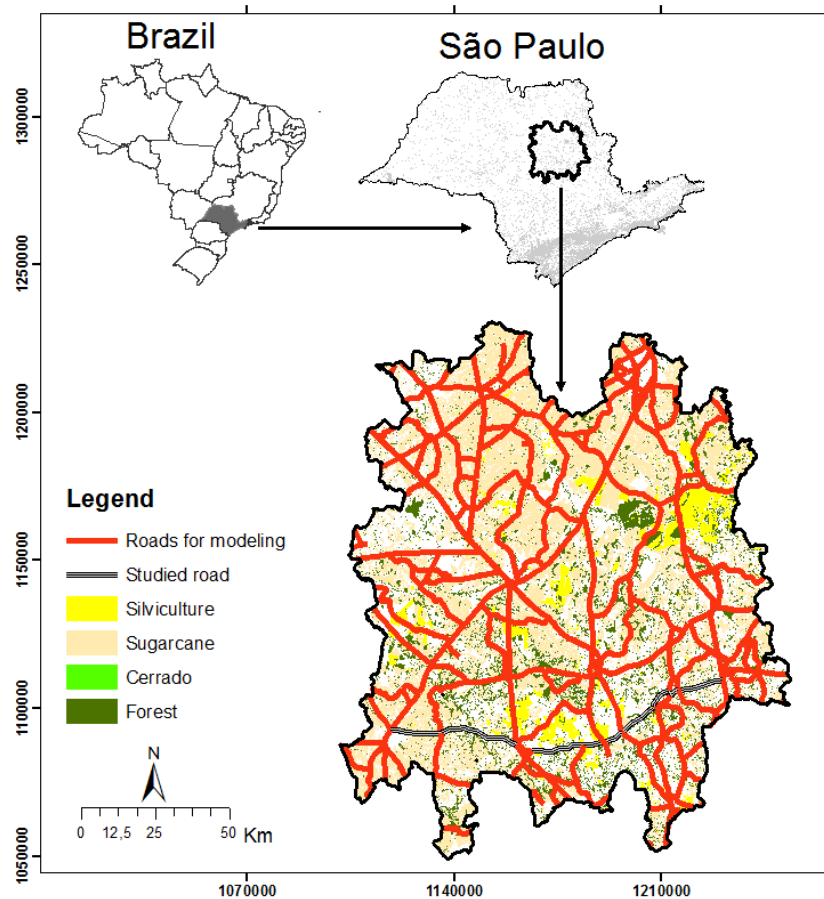 Brazil
São Paulo
1300000
1250000
1200000
1150000
1100000
1050000
Legend
Roads for modeling
Studied road
Silviculture
Sugarcane
Cerrado
Forest
N
0 12,5 25 50 Km
1070000 1140000 1210000